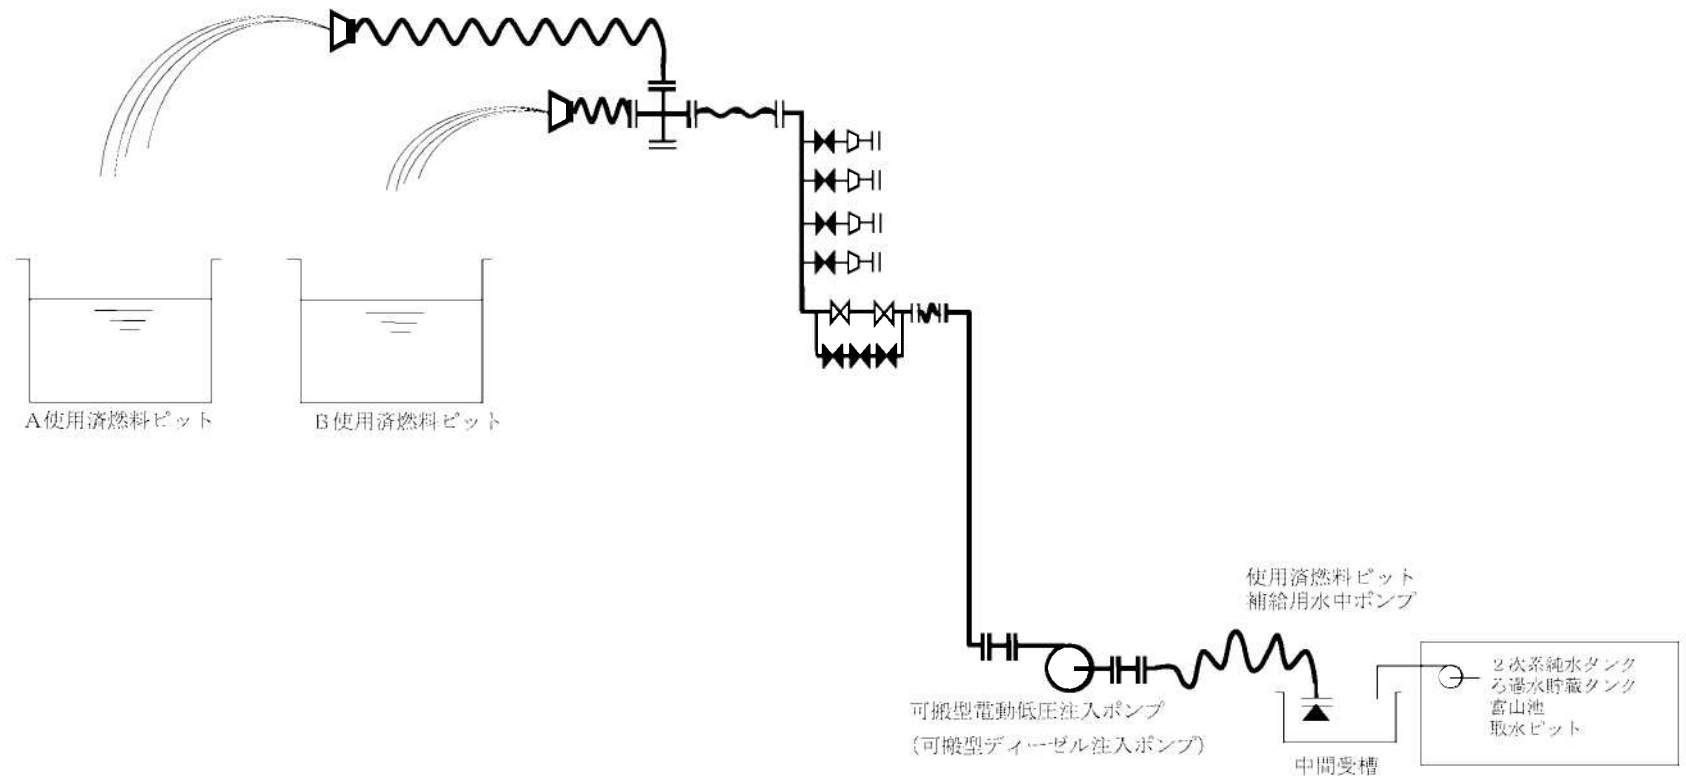 A使用済燃料ピット
B使用済燃料ピット
使用済燃料ピット
補給用水中ポンプ
可搬型電動低圧注入ポンプ
(可搬型ディーゼル注入ポンプ)
2次系純水タンク
ろ過水貯蔵タンク
宮山池
取水ピット
中間受槽